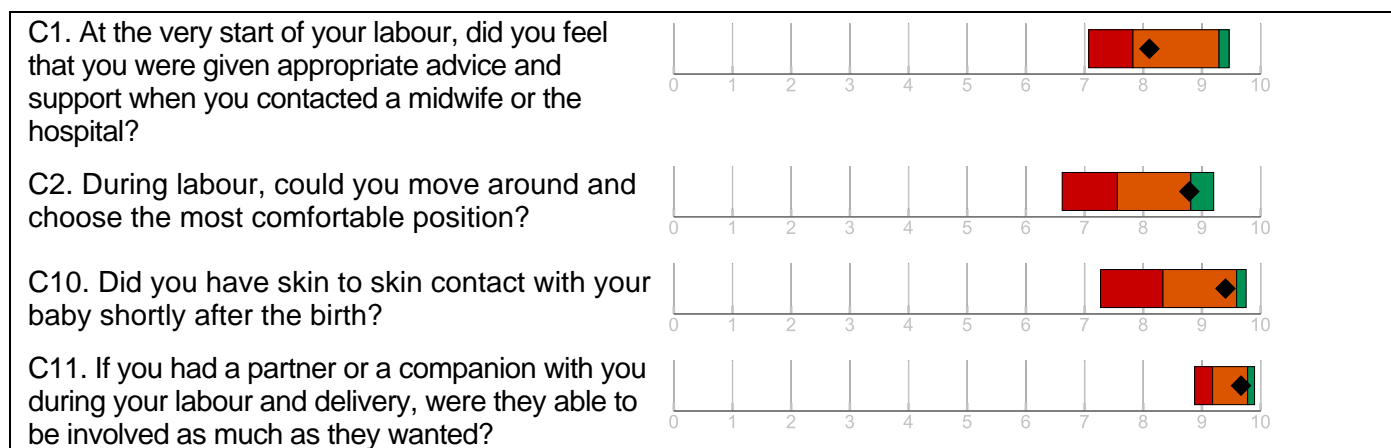 C1. At the very start of your labour, did you feel
that you were given appropriate advice and
support when you contacted a midwife or the
hospital?
0 1 2 3 4 5 6 7 8 9 10
C2. During labour, could you move around and
choose the most comfortable position?
0 1 2 3 4 5 6 7 8 9 10
C10. Did you have skin to skin contact with your
baby shortly after the birth?
0 1 2 3 4 5 6 7 8 9 10
C11. If you had a partner or a companion with you
during your labour and delivery, were they able to
be involved as much as they wanted?
0 1 2 3 4 5 6 7 8 9 10